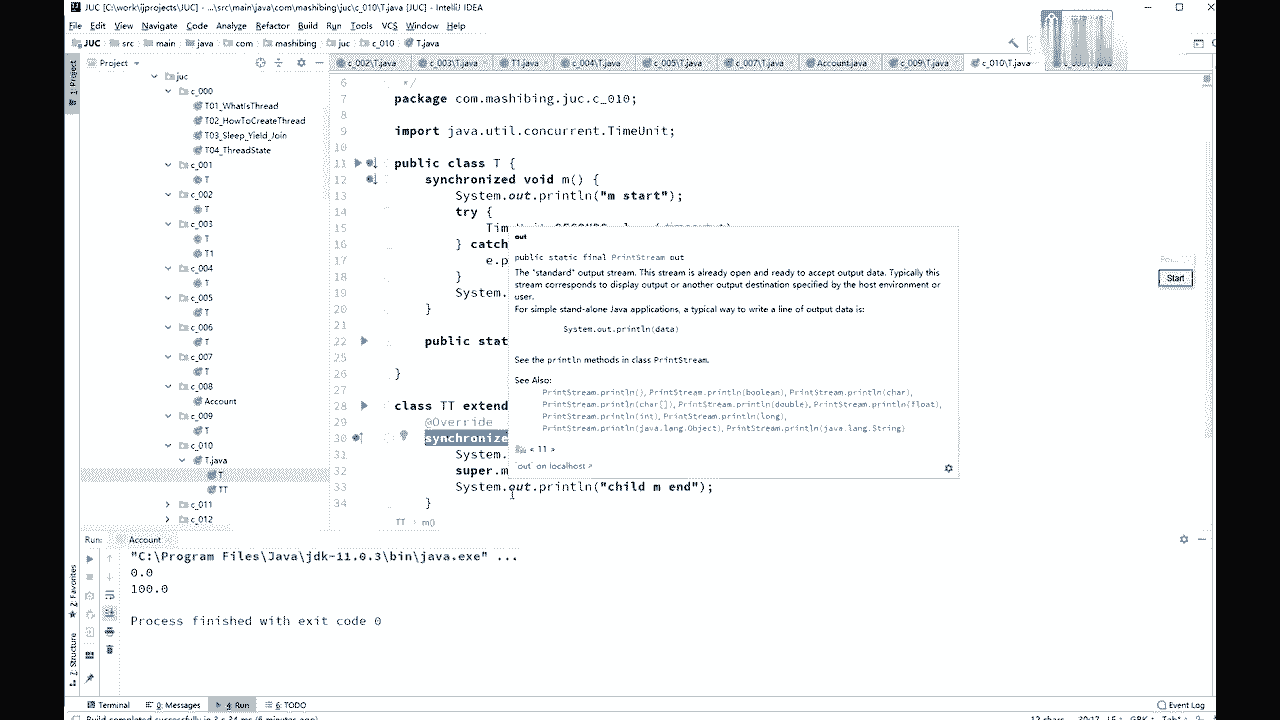 JUC [C:\work\ijprojects\JUC] - ...\src\main\java\com\mashibing\juc\c_010\T.java [JUC] - IntelliJ IDEA
File Edit View Navigate Code Analyze Refactor Build Run Tools VCS Window Help
JUC src main java com mashibing juc c_010 T.java
Project
c_002\T.java c_003\T.java T1.java c_004\T.java c_005\T.java c_007\T.java Account.java c_009\T.java c_010\T.java
1: Project
juc
c_000
T01_WhatIsThread
T02_HowToCreateThread
T03_Sleep_Yield_Join
T04_ThreadState
c_001
T
c_002
T
c_003
T
T1
c_004
T
c_005
T
c_006
T
c_007
T
c_008
Account
c_009
T
c_010
T.java
T
TT
c_011
c_012
6 */
7 package com.mashibing.juc.c_010;
8
9 import java.util.concurrent.TimeUnit;
10
11 public class T {
12 synchronized void m() {
13 System.out.println("m start");
14 try {
15
16 } catch
17 e.p
18 }
19 System.
20 }
21
22 public stat
25
26 }
27
28 class TT extend
29 @Override
30 synchronize
31 System.
32 super.m
33 System.out.println("child m end");
34 }
TT m()
out
public static final PrintStream out
The "standard" output stream. This stream is already open and ready to accept output data. Typically this
stream corresponds to display output or another output destination specified by the host environment or
user.
For simple stand-alone Java applications, a typical way to write a line of output data is:
System.out.println(data)
See the println methods in class PrintStream.
See Also:
PrintStream.println(), PrintStream.println(boolean), PrintStream.println(char),
PrintStream.println(char[]), PrintStream.println(double), PrintStream.println(float),
PrintStream.println(int), PrintStream.println(long),
PrintStream.println(java.lang.Object), PrintStream.println(java.lang.String)
< 11 >
`out` on localhost
Start
Run: Account
"C:\Program Files\Java\jdk-11.0.3\bin\java.exe" ...
0.0
100.0
Process finished with exit code 0
2: Favorites
Structure
Terminal 0: Messages 4: Run 6: TODO Event Log
Build completed successfully in 3 s 34 ms (6 minutes ago)
12 chars